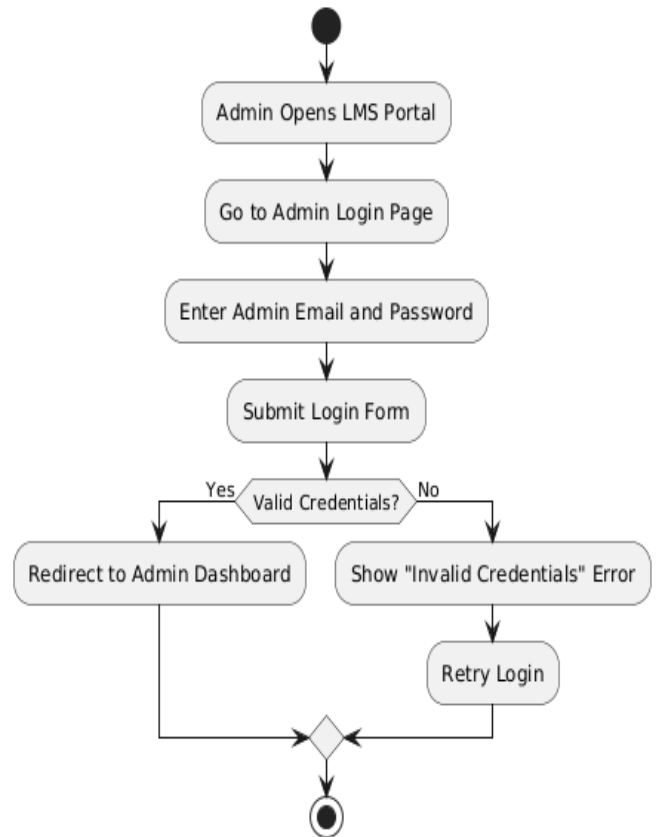 Admin Opens LMS Portal
Go to Admin Login Page
Enter Admin Email and Password
Submit Login Form
Yes
Valid Credentials?
No
Redirect to Admin Dashboard
Show "Invalid Credentials" Error
Retry Login